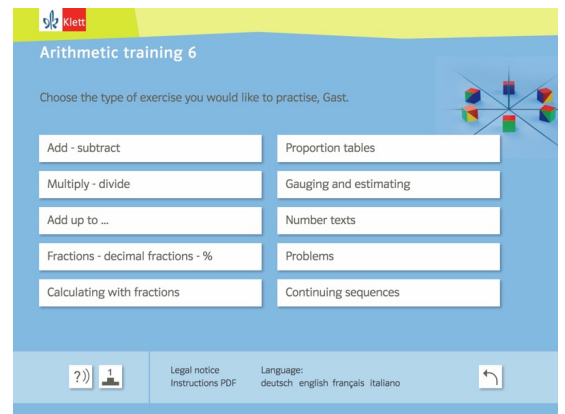 Klett
Arithmetic training 6
Choose the type of exercise you would like to practise, Gast.
Add - subtract
Proportion tables
Multiply - divide
Gauging and estimating
Add up to ...
Number texts
Fractions - decimal fractions - %
Problems
Calculating with fractions
Continuing sequences
?))
1
Legal notice
Instructions PDF
Language:
deutsch english français italiano